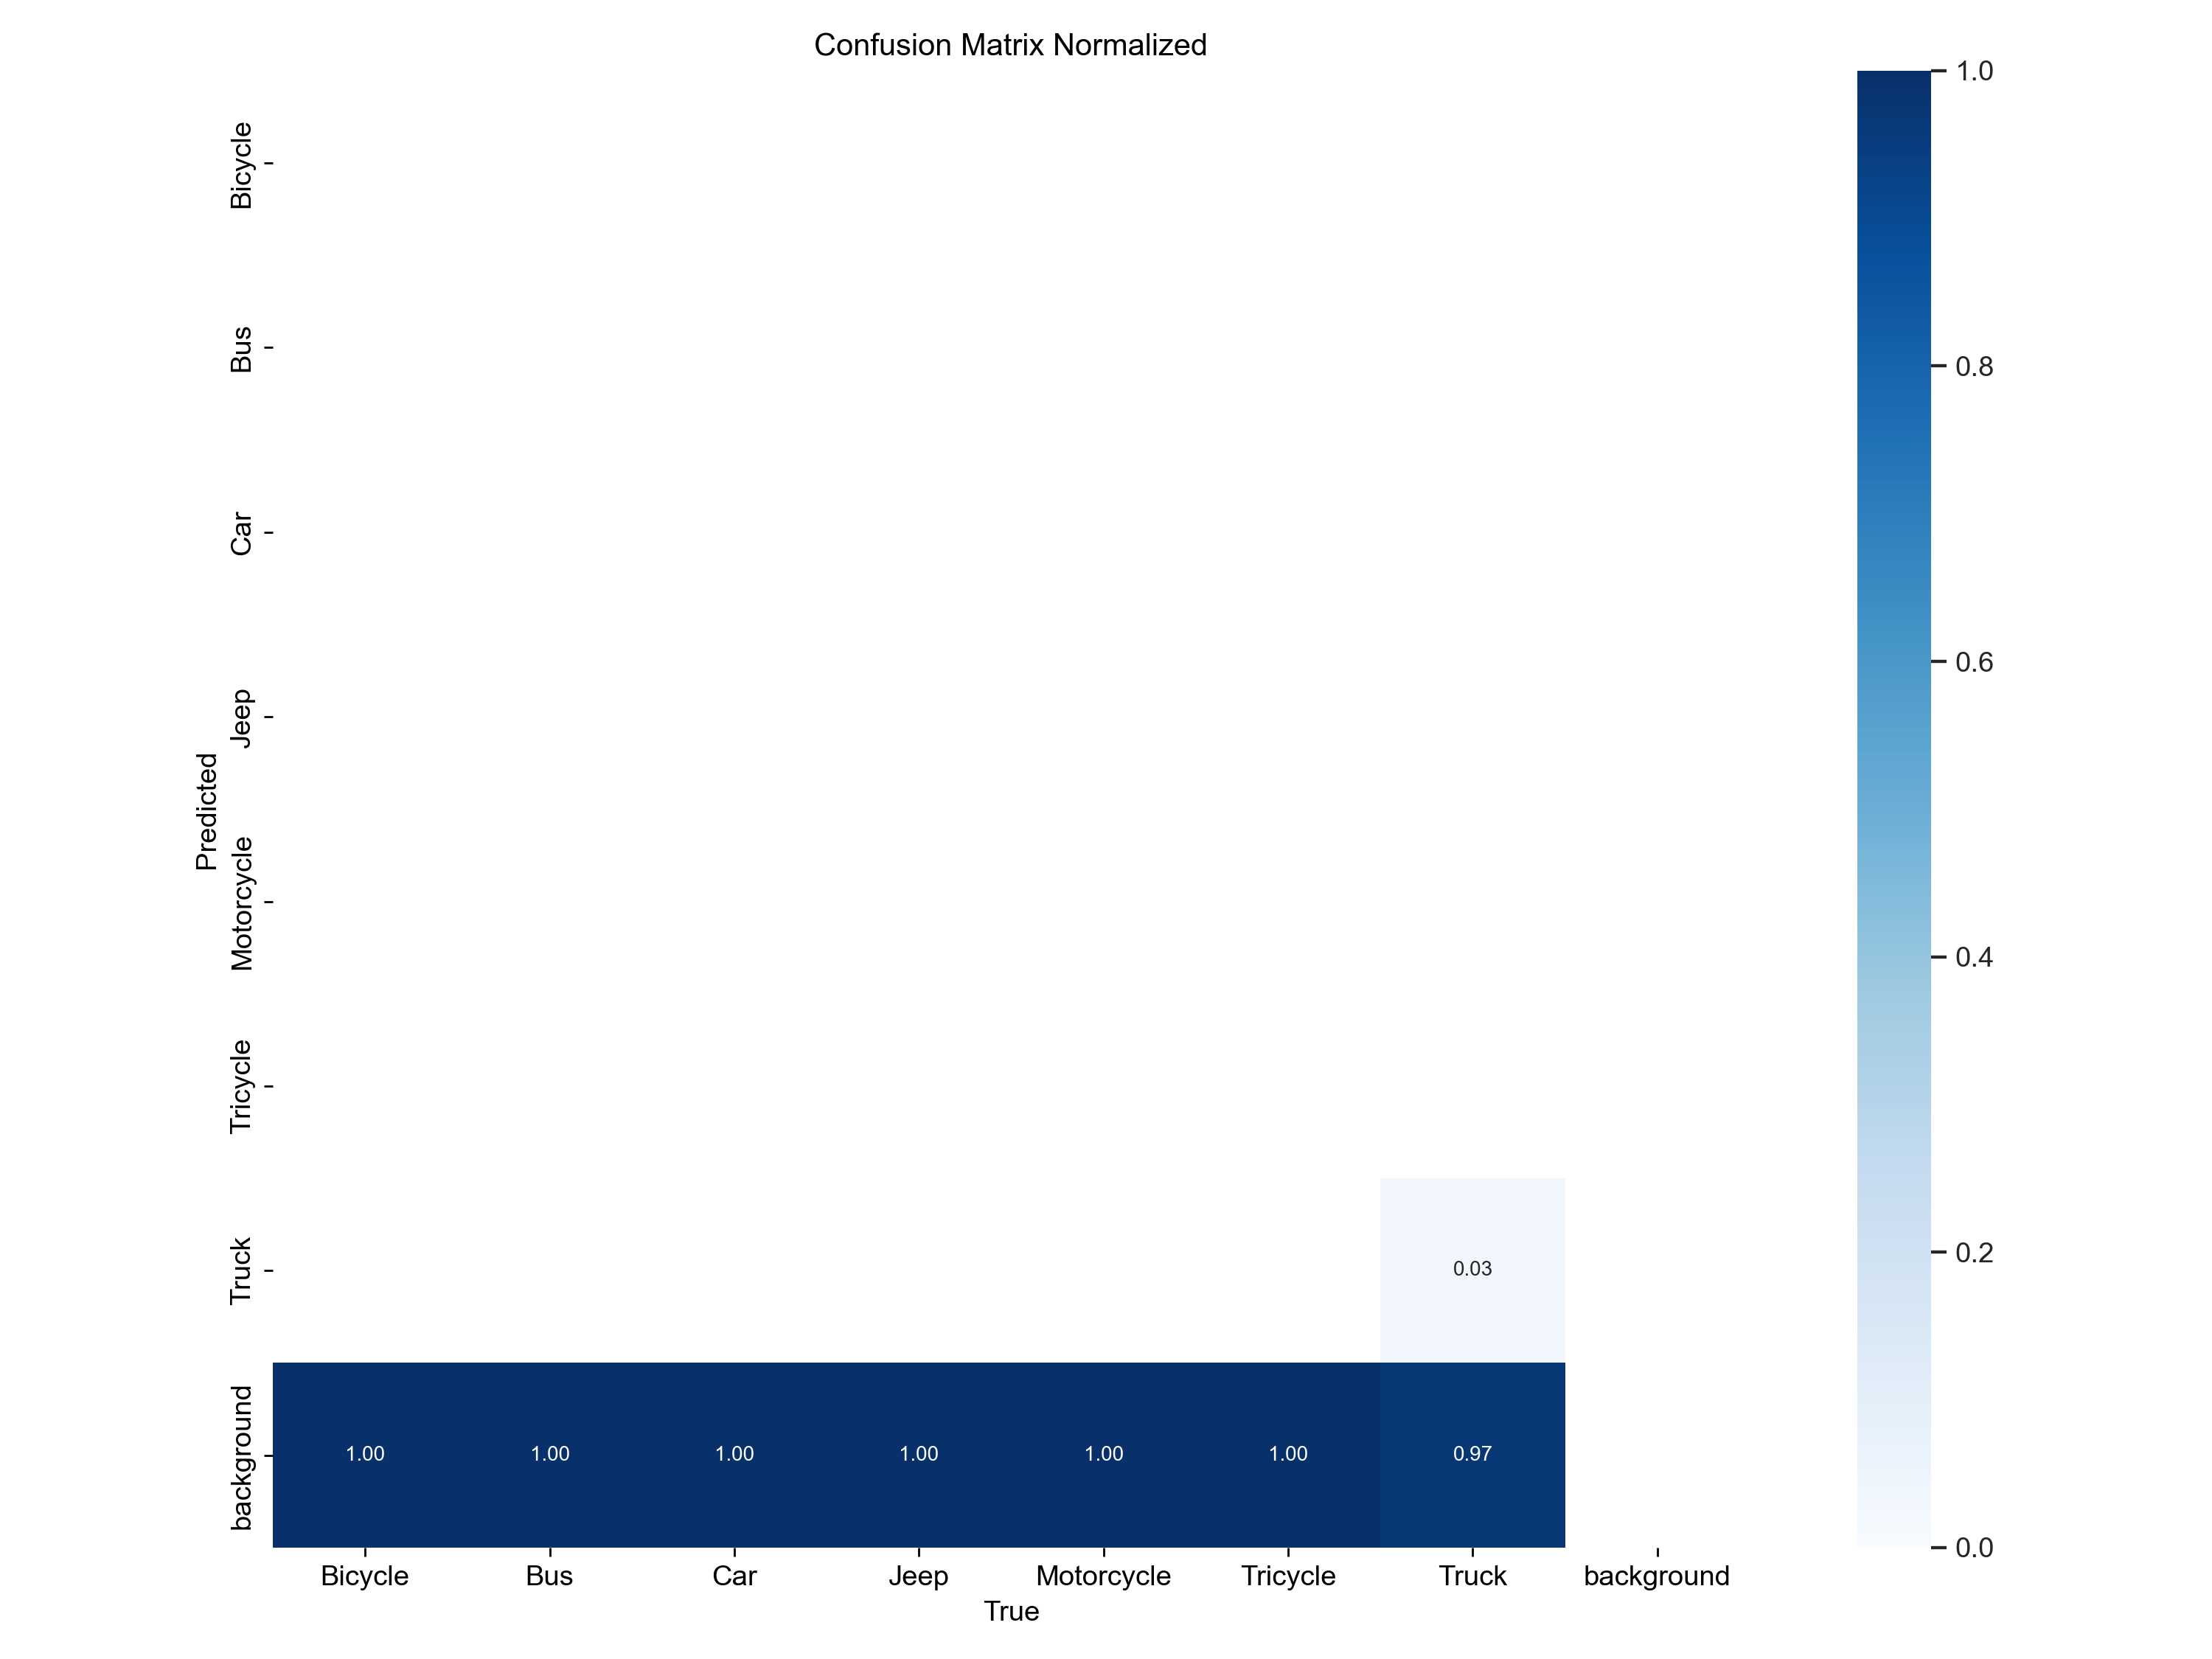 Confusion Matrix Normalized
Bicycle
Bus
Car
Jeep
Motorcycle
Tricycle
Truck
background
Predicted
0.03
1.00 1.00 1.00 1.00 1.00 1.00 0.97
Bicycle Bus Car Jeep Motorcycle Tricycle Truck background
True
1.0
0.8
0.6
0.4
0.2
0.0